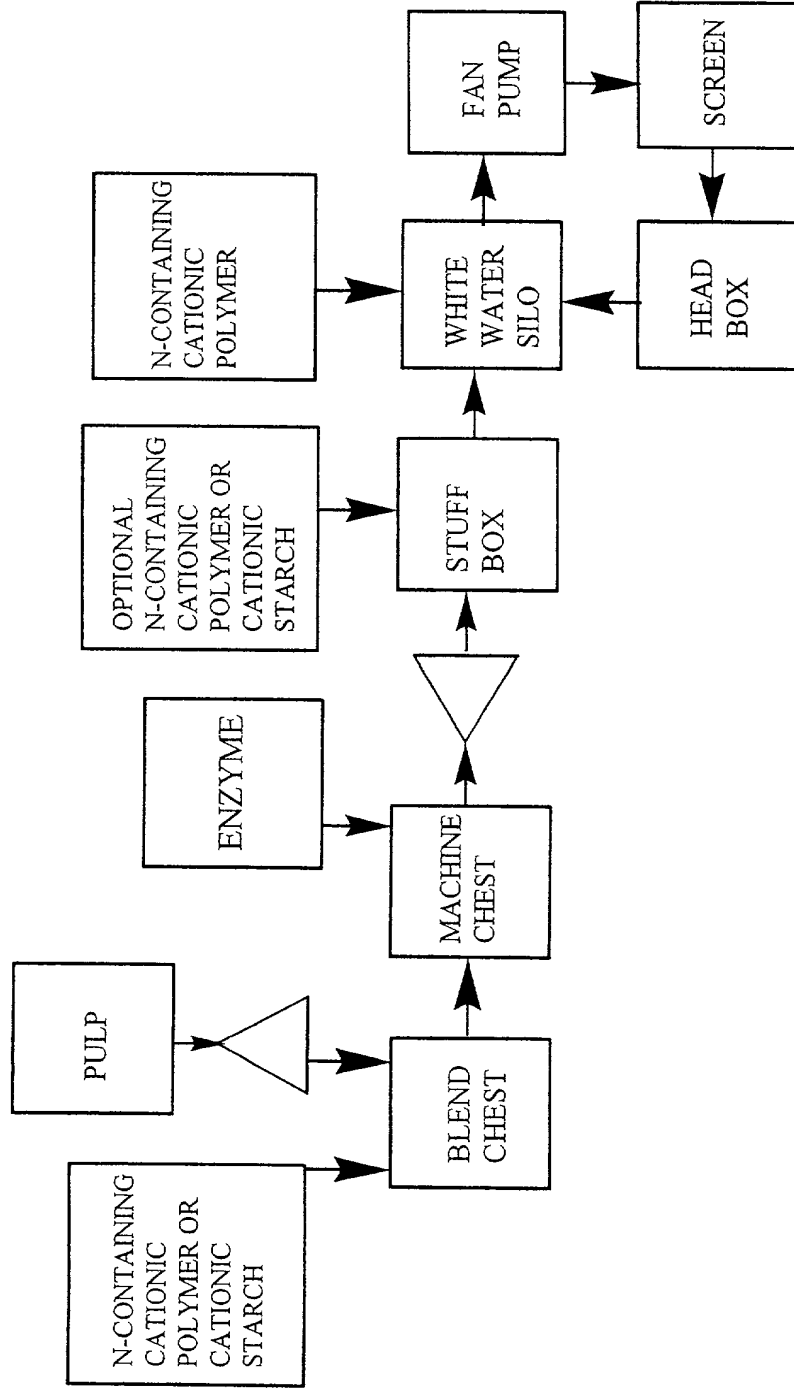 N-CONTAINING
CATIONIC
POLYMER OR
CATIONIC
STARCH
PULP
BLEND
CHEST
ENZYME
MACHINE
CHEST
OPTIONAL
N-CONTAINING
CATIONIC
POLYMER OR
CATIONIC
STARCH
STUFF
BOX
N-CONTAINING
CATIONIC
POLYMER
WHITE
WATER
SILO
FAN
PUMP
HEAD
BOX
SCREEN